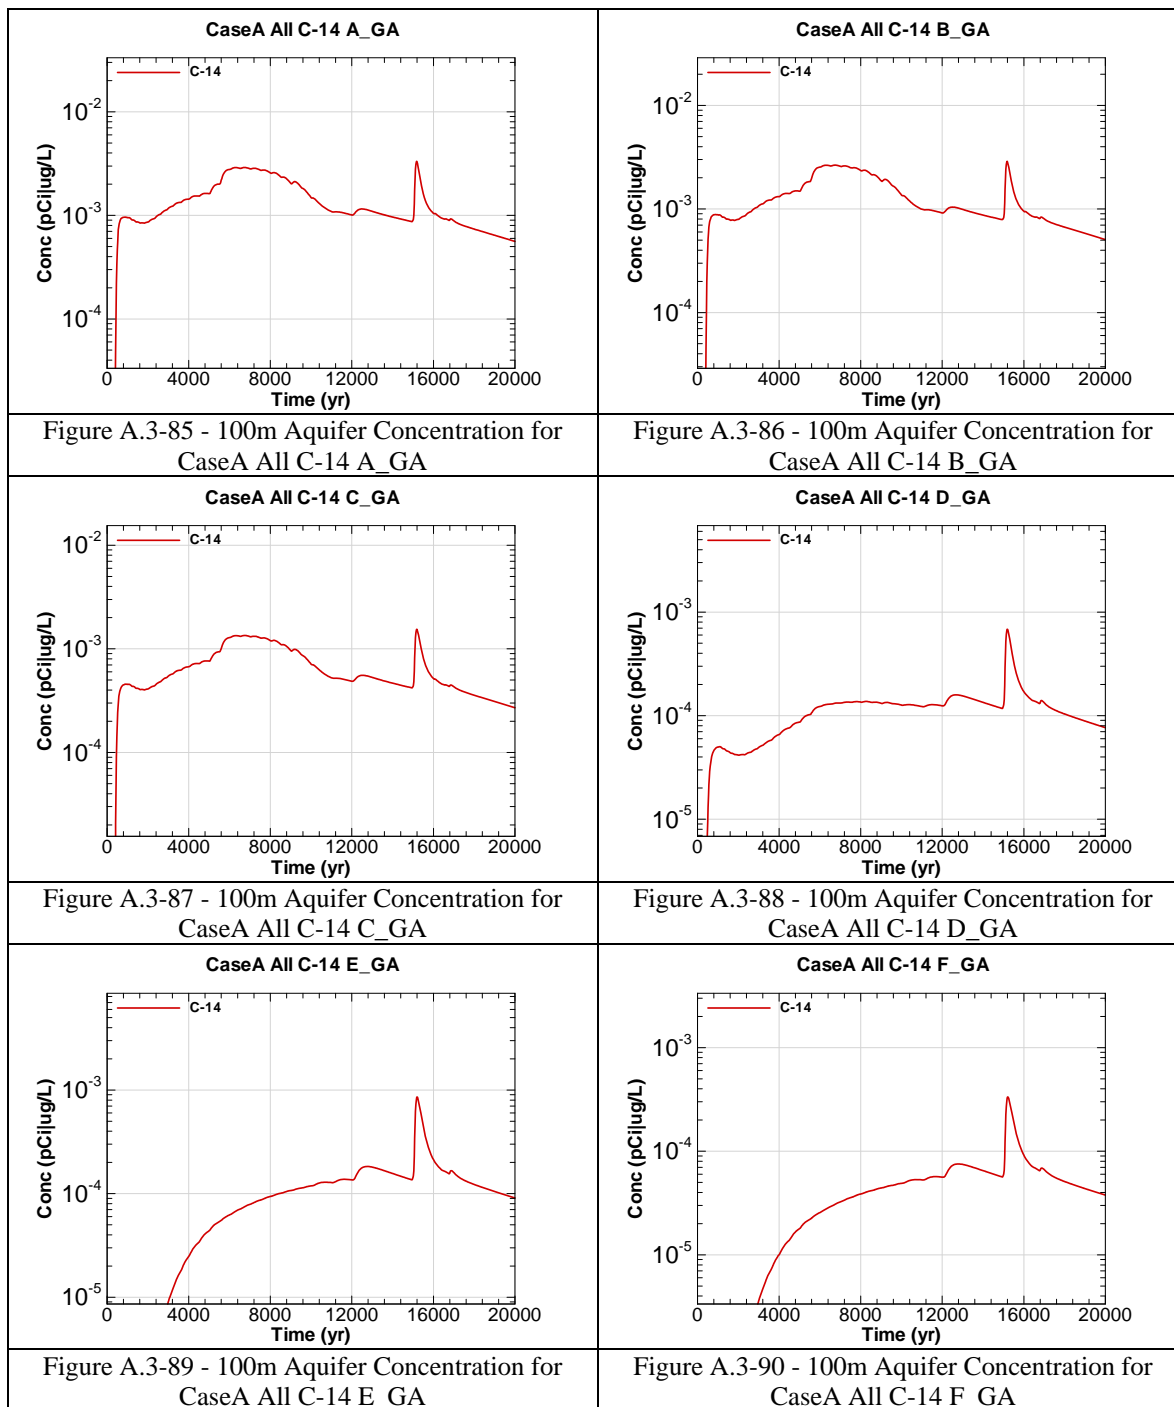 CaseA All C-14 A_GA
C-14
Conc (pCi|ug/L)
10-2
10-3
10-4
0 4000 8000 12000 16000 20000
Time (yr)
Figure A.3-85 - 100m Aquifer Concentration for
CaseA All C-14 A_GA
CaseA All C-14 B_GA
C-14
Conc (pCi|ug/L)
10-2
10-3
10-4
0 4000 8000 12000 16000 20000
Time (yr)
Figure A.3-86 - 100m Aquifer Concentration for
CaseA All C-14 B_GA
CaseA All C-14 C_GA
C-14
Conc (pCi|ug/L)
10-2
10-3
10-4
0 4000 8000 12000 16000 20000
Time (yr)
Figure A.3-87 - 100m Aquifer Concentration for
CaseA All C-14 C_GA
CaseA All C-14 D_GA
C-14
Conc (pCi|ug/L)
10-3
10-4
10-5
0 4000 8000 12000 16000 20000
Time (yr)
Figure A.3-88 - 100m Aquifer Concentration for
CaseA All C-14 D_GA
CaseA All C-14 E_GA
C-14
Conc (pCi|ug/L)
10-3
10-4
10-5
0 4000 8000 12000 16000 20000
Time (yr)
Figure A.3-89 - 100m Aquifer Concentration for
CaseA All C-14 E_GA
CaseA All C-14 F_GA
C-14
Conc (pCi|ug/L)
10-3
10-4
10-5
0 4000 8000 12000 16000 20000
Time (yr)
Figure A.3-90 - 100m Aquifer Concentration for
CaseA All C-14 F_GA